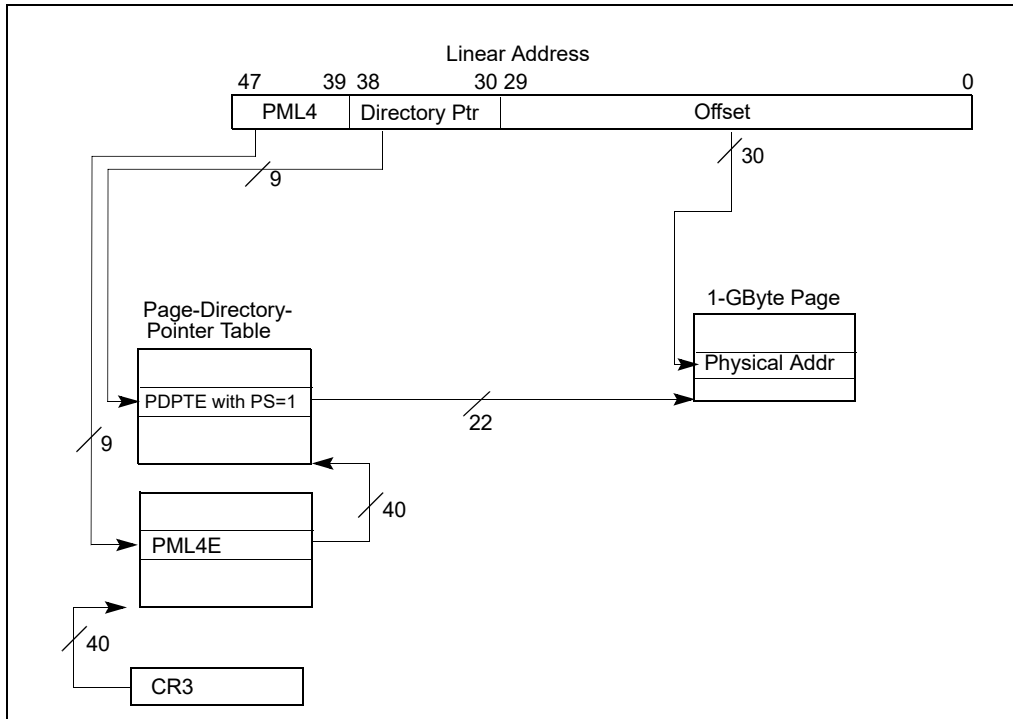 Linear Address
47 39 38 30 29 0
PML4 Directory Ptr Offset
9
30
1-GByte Page
Page-Directory-
Pointer Table
Physical Addr
PDPTE with PS=1
22
9
40
PML4E
40
CR3